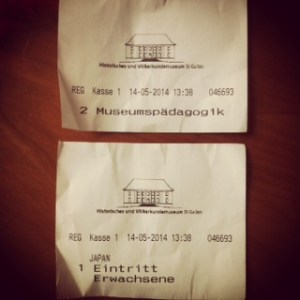 Historisches und Völkerkundemuseum St.Gallen
REG Kasse 1 14-05-2014 13:38 046693
2 Museumspädagogik
Historisches und Völkerkundemuseum St.Gallen
REG Kasse 1 14-05-2014 13:38 046693
JAPAN
1 Eintritt
Erwachsene